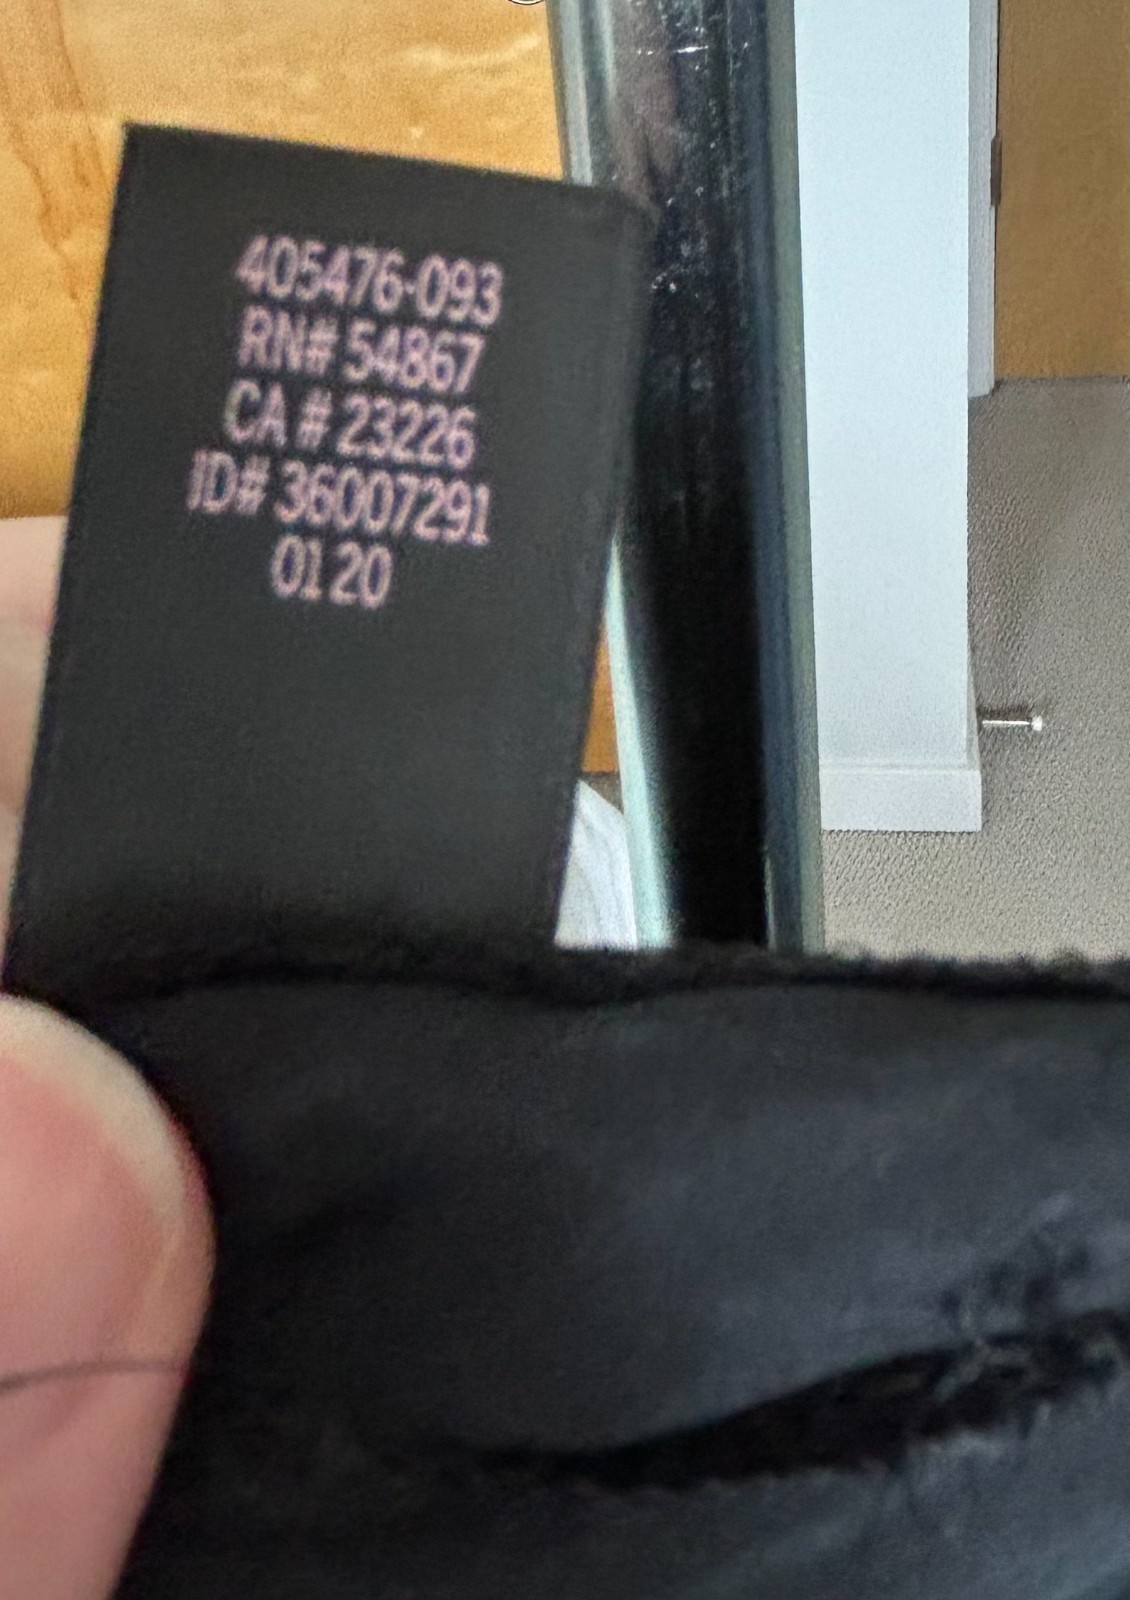 405476-093
RN# 54867
CA # 23226
ID# 36007291
01 20